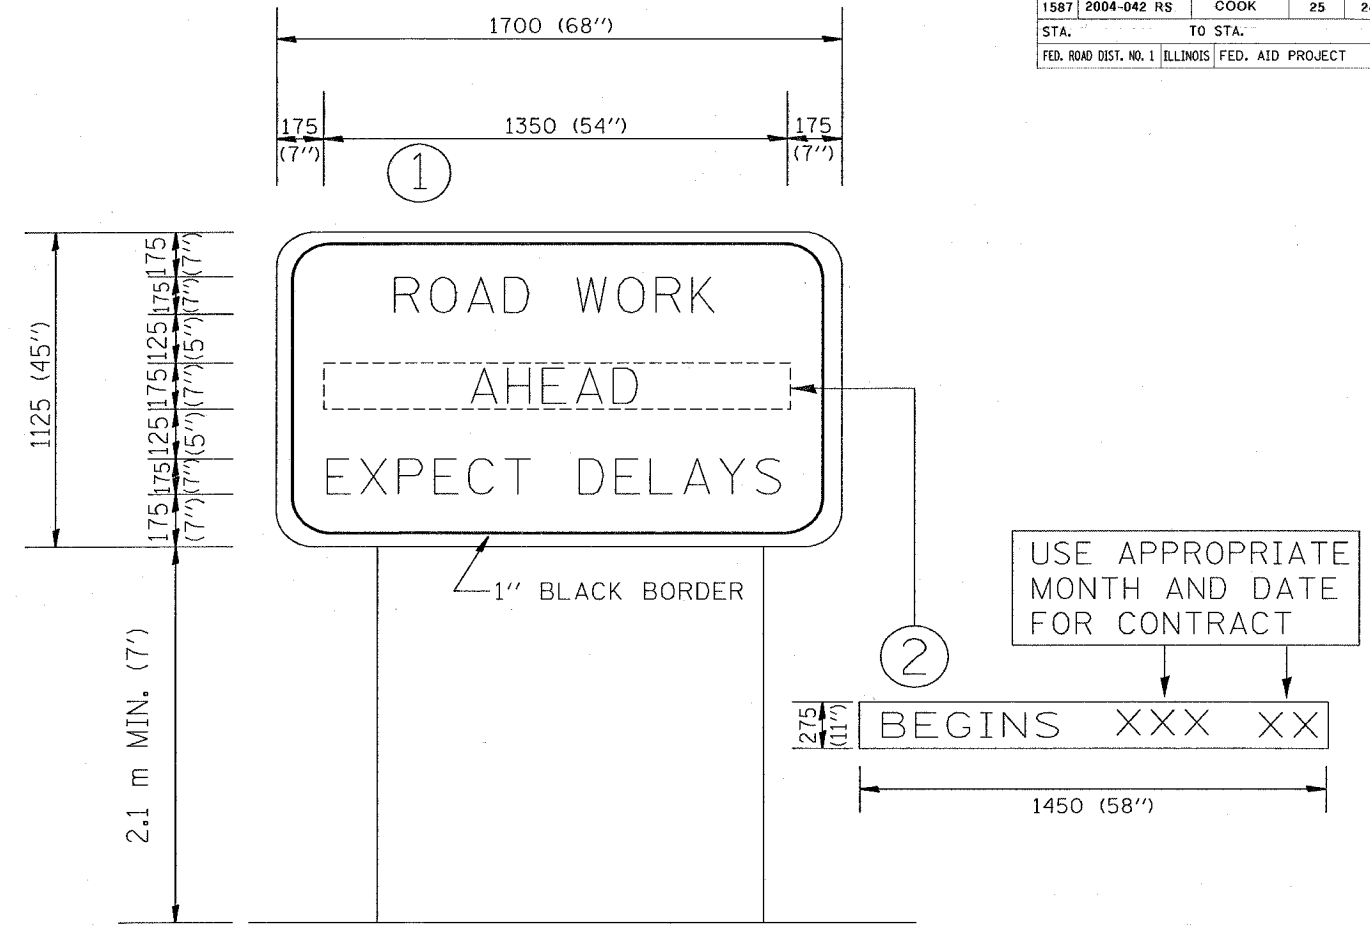 1587 2004-042 RS COOK 25
STA. TO STA.
FED. ROAD DIST. NO. 1 ILLINOIS FED. AID PROJECT
1700 (68")
175 (7")
1350 (54")
175 (7")
1
1125 (45")
175 (7")
175 (7")
125 (5")
175 (7")
125 (5")
175 (7")
175 (7")
ROAD WORK
AHEAD
EXPECT DELAYS
1" BLACK BORDER
2.1 m MIN. (7')
2
USE APPROPRIATE
MONTH AND DATE
FOR CONTRACT
275 (11")
BEGINS XXX XX
1450 (58")